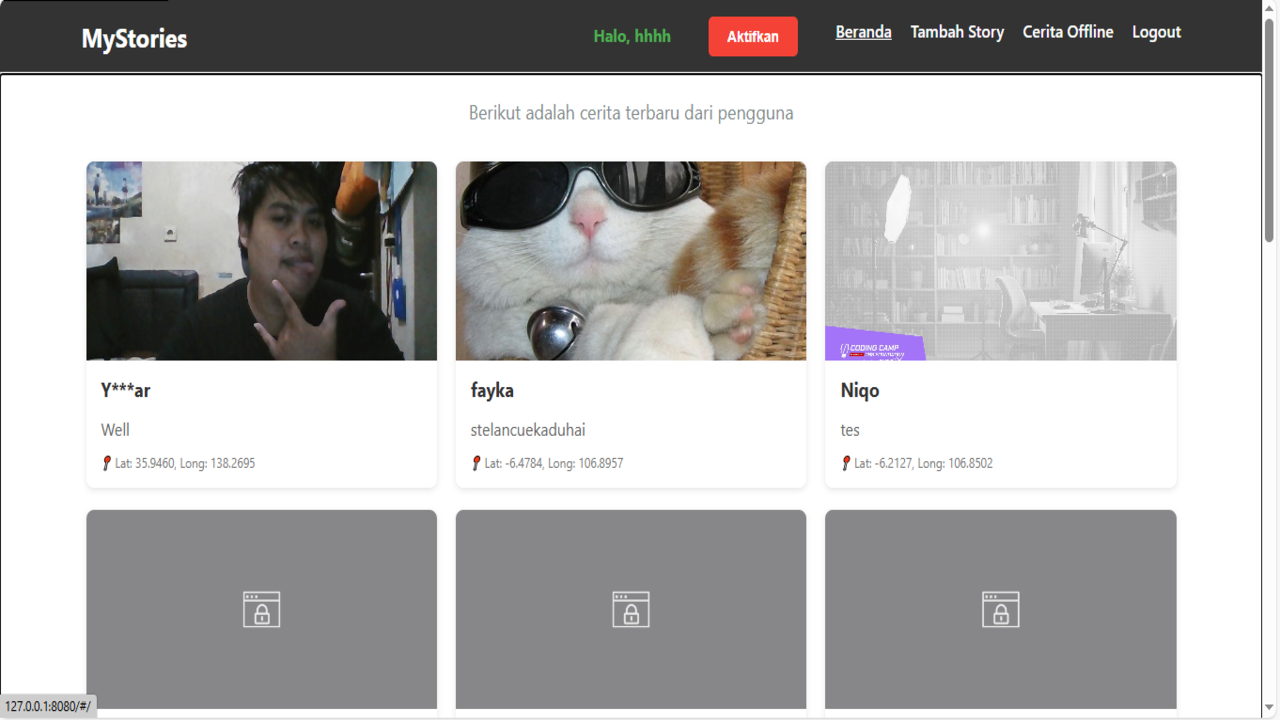 MyStories
Halo, hhhh
Aktifkan
Beranda
Tambah Story
Cerita Offline
Logout
Berikut adalah cerita terbaru dari pengguna
Y***ar
Well
Lat: 35.9460, Long: 138.2695
fayka
stelancuekaduhai
Lat: -6.4784, Long: 106.8957
CODING CAMP
Niqo
tes
Lat: -6.2127, Long: 106.8502
127.0.0.1:8080/#/